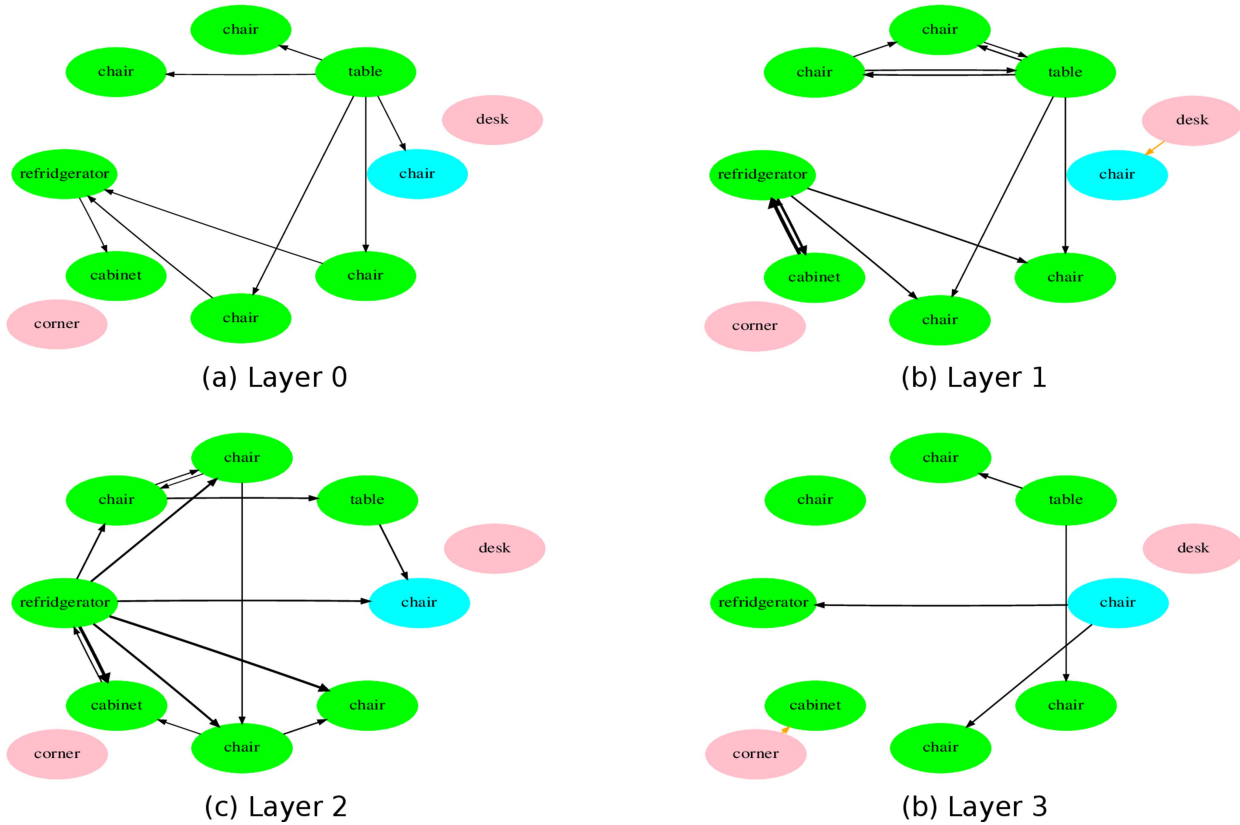 chair
chair
table
desk
refridgerator
chair
cabinet
chair
corner
chair
(a) Layer 0
chair
chair
table
desk
refridgerator
chair
cabinet
chair
corner
chair
(b) Layer 1
chair
chair
table
desk
refridgerator
chair
cabinet
chair
corner
chair
(c) Layer 2
chair
chair
table
desk
refridgerator
chair
cabinet
chair
corner
chair
(b) Layer 3